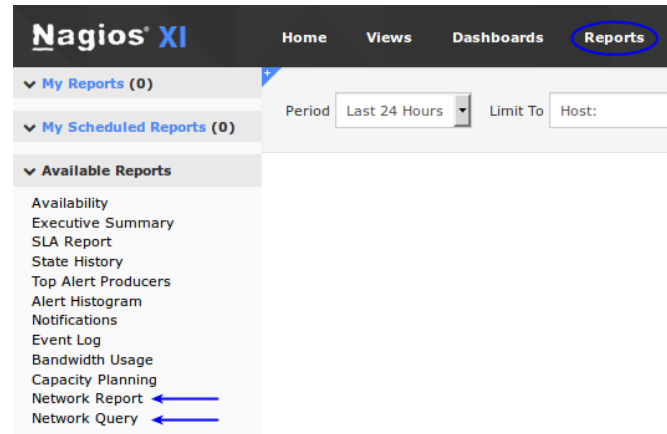 Nagios® XI
Home Views Dashboards Reports
My Reports (0)
My Scheduled Reports (0)
Available Reports
Availability
Executive Summary
SLA Report
State History
Top Alert Producers
Alert Histogram
Notifications
Event Log
Bandwidth Usage
Capacity Planning
Network Report
Network Query
Period Last 24 Hours Limit To Host: